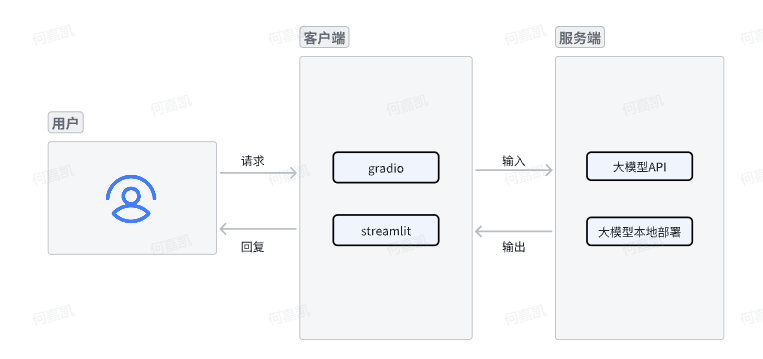 客户端
服务端
用户
请求
gradio
输入
大模型API
streamlit
大模型本地部署
回复
输出
何嘉凯